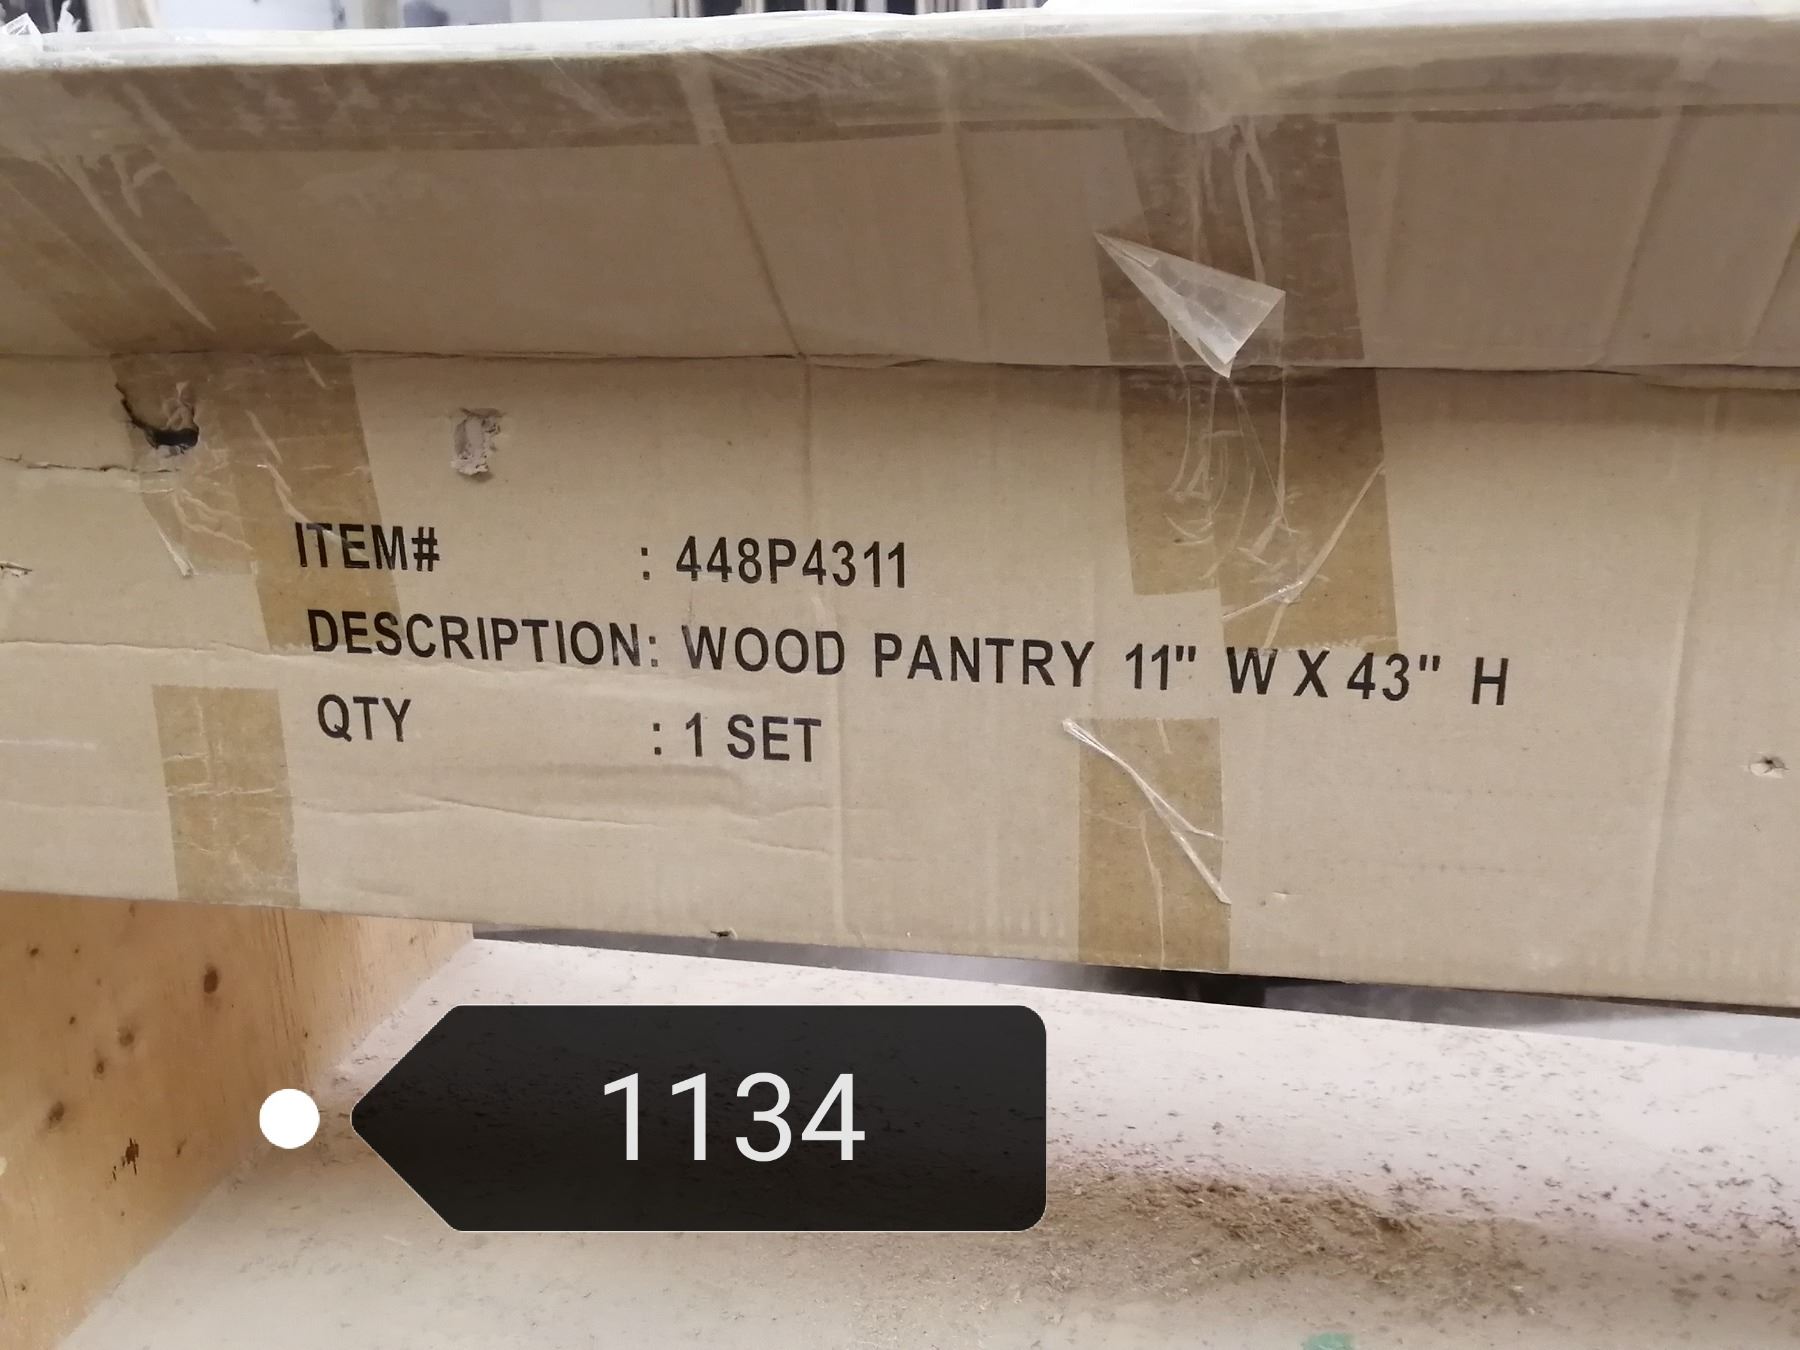 ITEM# : 448P4311
DESCRIPTION: WOOD PANTRY 11" W X 43" H
QTY : 1 SET
1134